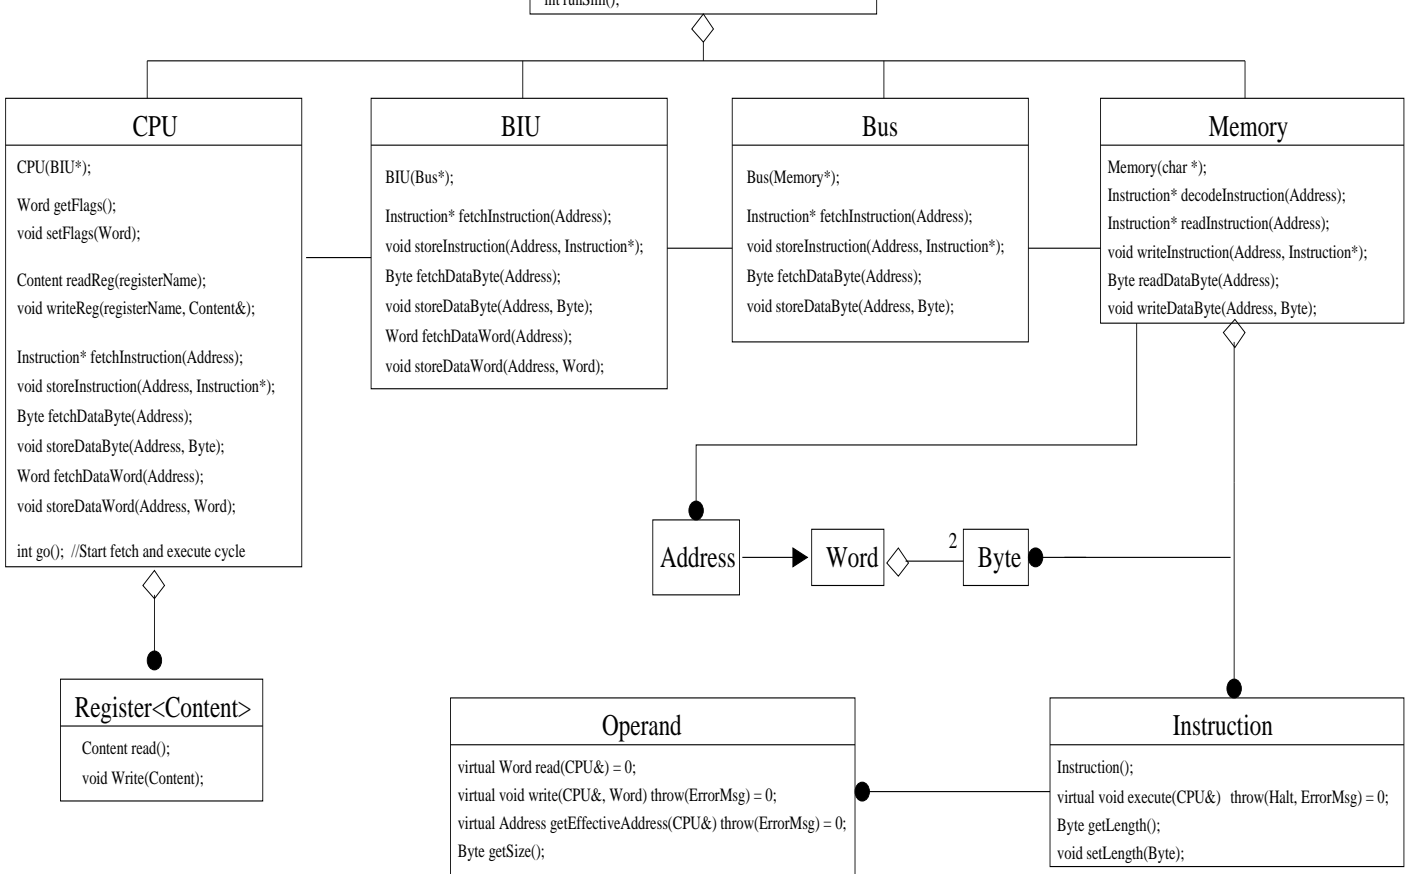 int runSim();
CPU
CPU(BIU*);
Word getFlags();
void setFlags(Word);
Content readReg(registerName);
void writeReg(registerName, Content&);
Instruction* fetchInstruction(Address);
void storeInstruction(Address, Instruction*);
Byte fetchDataByte(Address);
void storeDataByte(Address, Byte);
Word fetchDataWord(Address);
void storeDataWord(Address, Word);
int go();  //Start fetch and execute cycle
BIU
BIU(Bus*);
Instruction* fetchInstruction(Address);
void storeInstruction(Address, Instruction*);
Byte fetchDataByte(Address);
void storeDataByte(Address, Byte);
Word fetchDataWord(Address);
void storeDataWord(Address, Word);
Bus
Bus(Memory*);
Instruction* fetchInstruction(Address);
void storeInstruction(Address, Instruction*);
Byte fetchDataByte(Address);
void storeDataByte(Address, Byte);
Memory
Memory(char *);
Instruction* decodeInstruction(Address);
Instruction* readInstruction(Address);
void writeInstruction(Address, Instruction*);
Byte readDataByte(Address);
void writeDataByte(Address, Byte);
Address
Word
2
Byte
Register<Content>
Content read();
void Write(Content);
Operand
virtual Word read(CPU&) = 0;
virtual void write(CPU&, Word) throw(ErrorMsg) = 0;
virtual Address getEffectiveAddress(CPU&) throw(ErrorMsg) = 0;
Byte getSize();
Instruction
Instruction();
virtual void execute(CPU&)  throw(Halt, ErrorMsg) = 0;
Byte getLength();
void setLength(Byte);